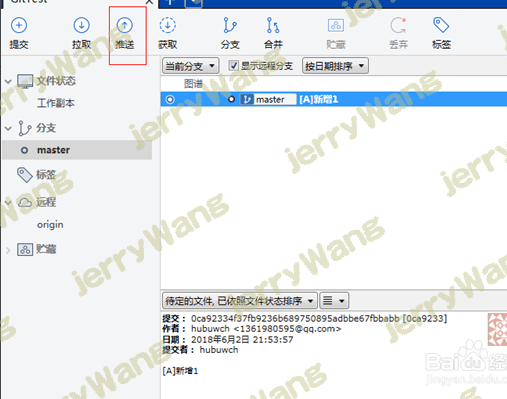 GitTest
提交 拉取 推送 获取 分支 合并 贮藏 丢弃 标签
当前分支 显示远程分支 按日期排序
文件状态
工作副本
分支
master
标签
远程
origin
贮藏
图谱
master [A]新增1
待定的文件, 已依照文件状态排序
提交： 0ca92334f37fb9236b689750895adbbe67fbbabb [0ca9233]
作者： hubuwch <1361980595@qq.com>
日期： 2018年6月2日 21:53:57
提交者： hubuwch
[A]新增1
jerryWang
jerryWang
jerryWang
jerryWang
jerryWang
jerryWang
jerryWang
Baidu 经验
jingyan.baidu.com